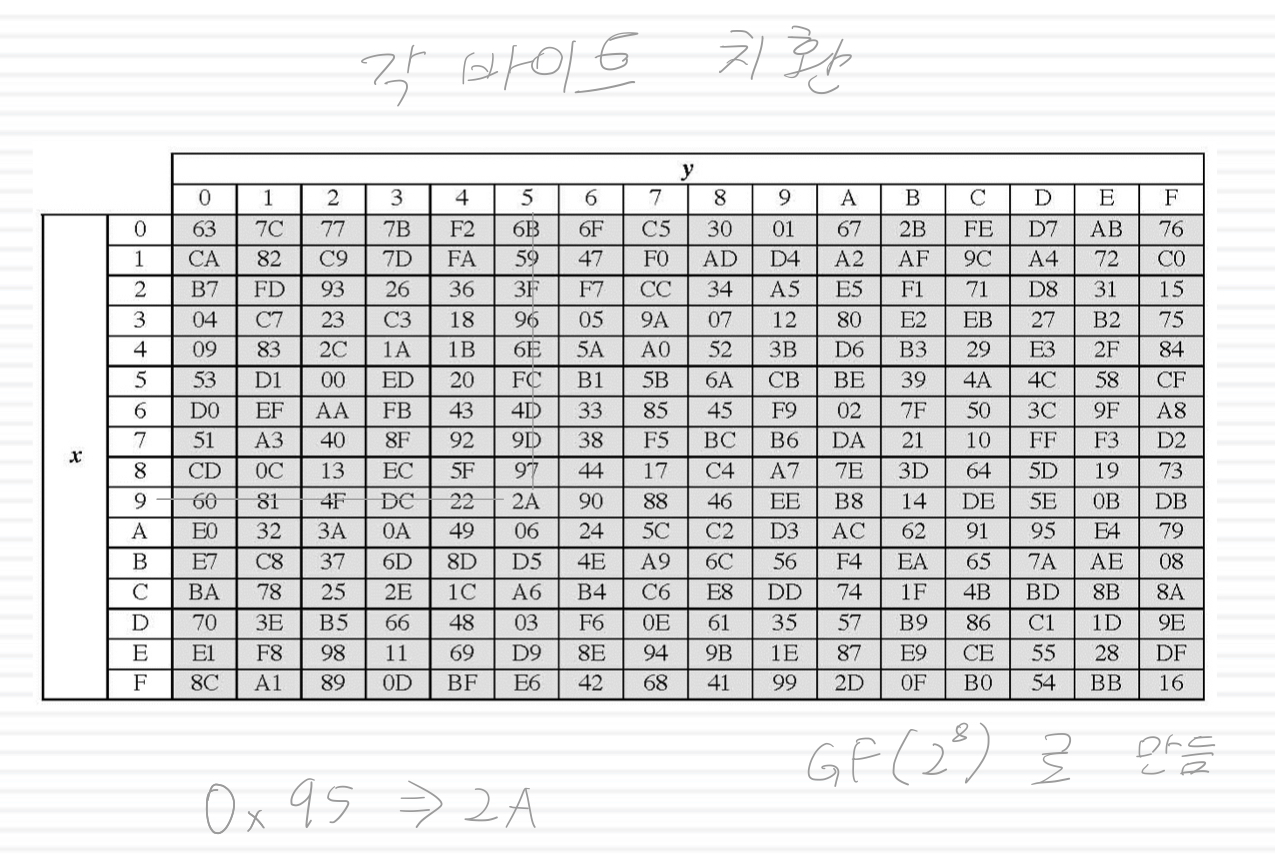 각 바이트 치환
y
0 1 2 3 4 5 6 7 8 9 A B C D E F
0 63 7C 77 7B F2 6B 6F C5 30 01 67 2B FE D7 AB 76
1 CA 82 C9 7D FA 59 47 F0 AD D4 A2 AF 9C A4 72 C0
2 B7 FD 93 26 36 3F F7 CC 34 A5 E5 F1 71 D8 31 15
3 04 C7 23 C3 18 96 05 9A 07 12 80 E2 EB 27 B2 75
4 09 83 2C 1A 1B 6E 5A A0 52 3B D6 B3 29 E3 2F 84
5 53 D1 00 ED 20 FC B1 5B 6A CB BE 39 4A 4C 58 CF
6 D0 EF AA FB 43 4D 33 85 45 F9 02 7F 50 3C 9F A8
7 51 A3 40 8F 92 9D 38 F5 BC B6 DA 21 10 FF F3 D2
x
8 CD 0C 13 EC 5F 97 44 17 C4 A7 7E 3D 64 5D 19 73
9 60 81 4F DC 22 2A 90 88 46 EE B8 14 DE 5E 0B DB
A E0 32 3A 0A 49 06 24 5C C2 D3 AC 62 91 95 E4 79
B E7 C8 37 6D 8D D5 4E A9 6C 56 F4 EA 65 7A AE 08
C BA 78 25 2E 1C A6 B4 C6 E8 DD 74 1F 4B BD 8B 8A
D 70 3E B5 66 48 03 F6 0E 61 35 57 B9 86 C1 1D 9E
E E1 F8 98 11 69 D9 8E 94 9B 1E 87 E9 CE 55 28 DF
F 8C A1 89 0D BF E6 42 68 41 99 2D 0F B0 54 BB 16
GF(2⁸) 로 만듬
0x95 ⇒ 2A